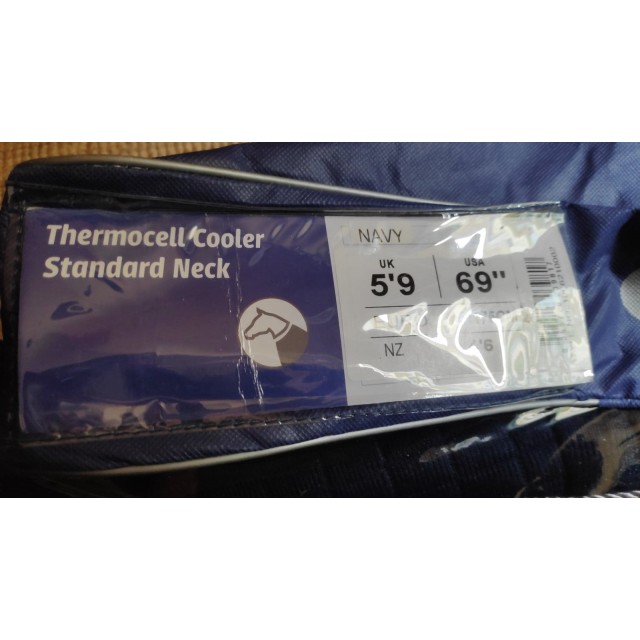 Thermocell Cooler
Standard Neck
NAVY
UK
USA
5'9
69"
NZ